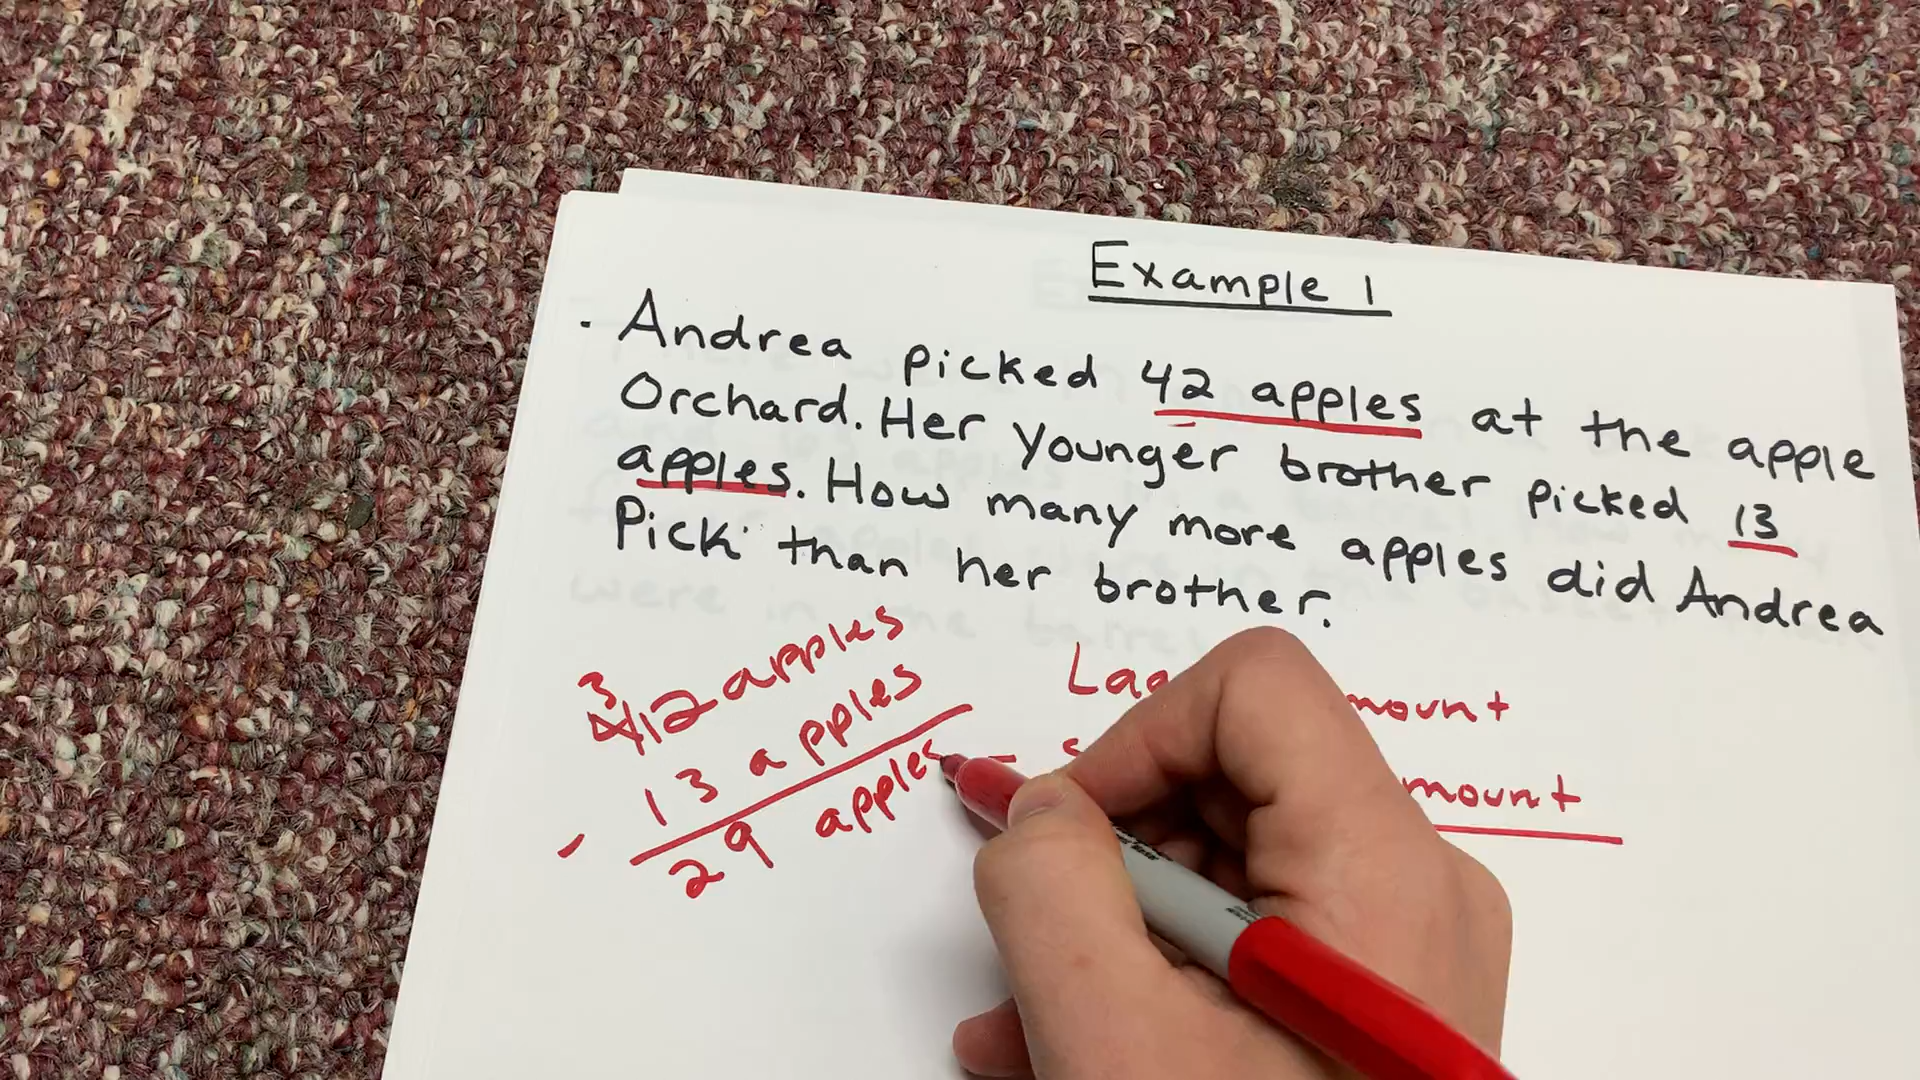 Example 1
. Andrea picked 42 apples at the apple
Orchard. Her younger brother picked 13
apples. How many more apples did Andrea
Pick than her brother.
3
412 apples
- 13 apples
29 apples
mount
mount